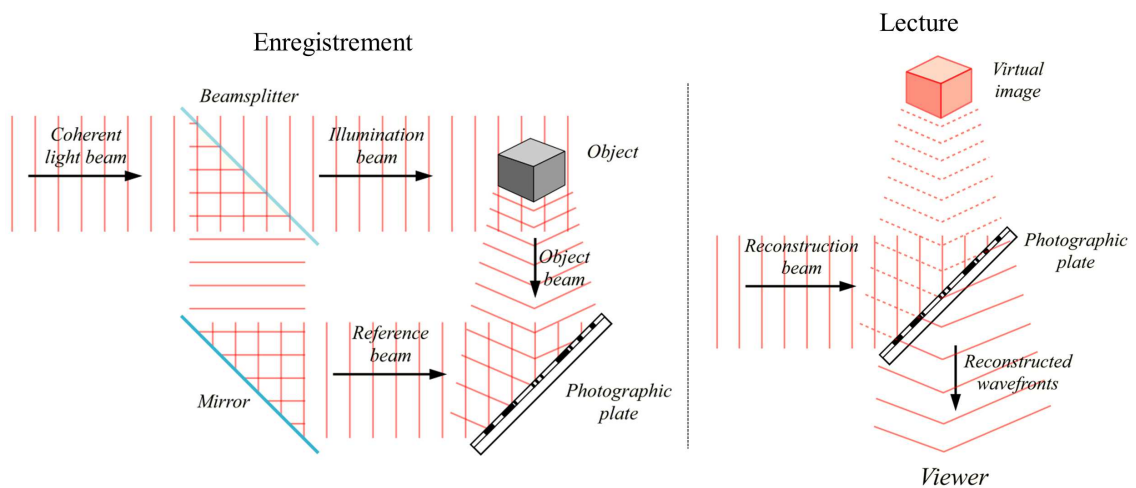 Enregistrement
Beamsplitter
Coherent
light beam
Illumination
beam
Object
Object
beam
Reference
beam
Mirror
Photographic
plate
Lecture
Virtual
image
Reconstruction
beam
Photographic
plate
Reconstructed
wavefronts
Viewer